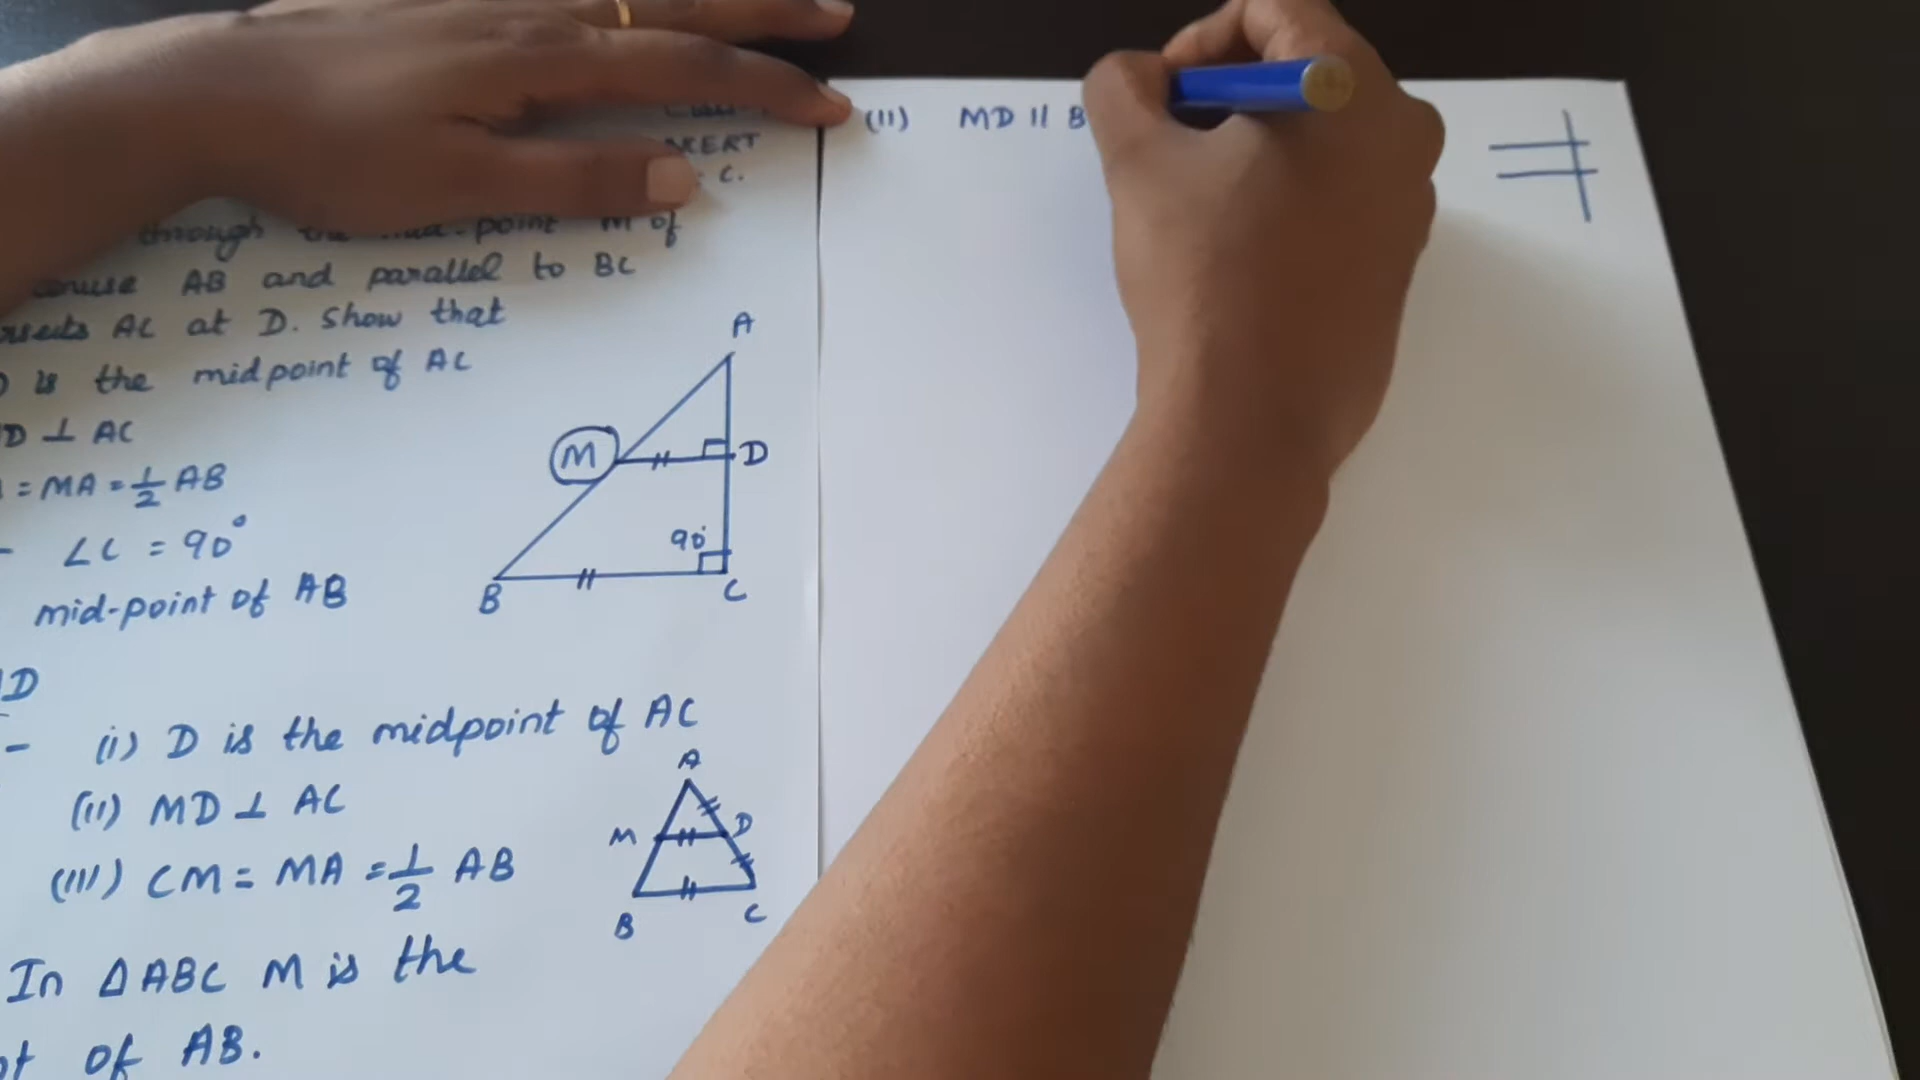 NCERT
C.
through the mid-point M of
AB and parallel to BC
AC at D. Show that
is the midpoint of AC
D ⊥ AC
= MA = 1/2 AB
∠C = 90°
mid-point of AB
D
(i) D is the midpoint of AC
(ii) MD ⊥ AC
(iii) CM = MA = 1/2 AB
In ΔABC M is the
of AB.
A
M
D
90°
B
C
A
M
D
B
C
(ii) MD || B